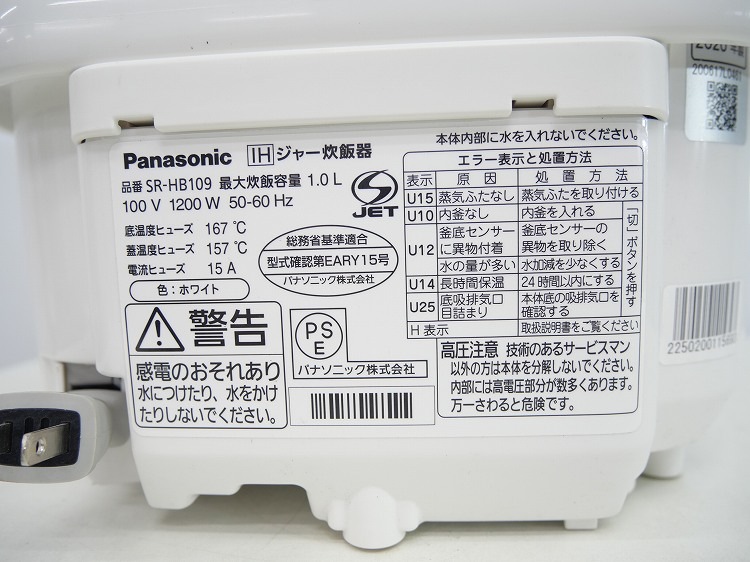 2020年製
200617L0461
本体内部に水を入れないでください。
Panasonic IH ジャー炊飯器
品番 SR-HB109 最大炊飯容量 1.0 L
100 V 1200 W 50-60 Hz
底温度ヒューズ 167 ℃
蓋温度ヒューズ 157 ℃
電流ヒューズ 15 A
色：ホワイト
S JET
総務省基準適合
型式確認第EARY15号
パナソニック株式会社
エラー表示と処置方法
表示 原因 処置方法
U15 蒸気ふたなし 蒸気ふたを取り付ける
U10 内釜なし 内釜を入れる
U12 釜底センサーに異物付着 釜底センサーの異物を取り除く
水の量が多い 水加減を少なくする
U14 長時間保温 24時間以内にする
U25 底吸排気口目詰まり 本体底の吸排気口を確認する
「切」ボタンを押す
H 表示 取扱説明書をご覧ください
警告
感電のおそれあり
水につけたり、水をかけ
たりしないでください。
PS
E
パナソニック株式会社
高圧注意 技術のあるサービスマン
以外の方は本体を分解しないでください。
内部には高電圧部分が数多くあります。
万一さわると危険です。